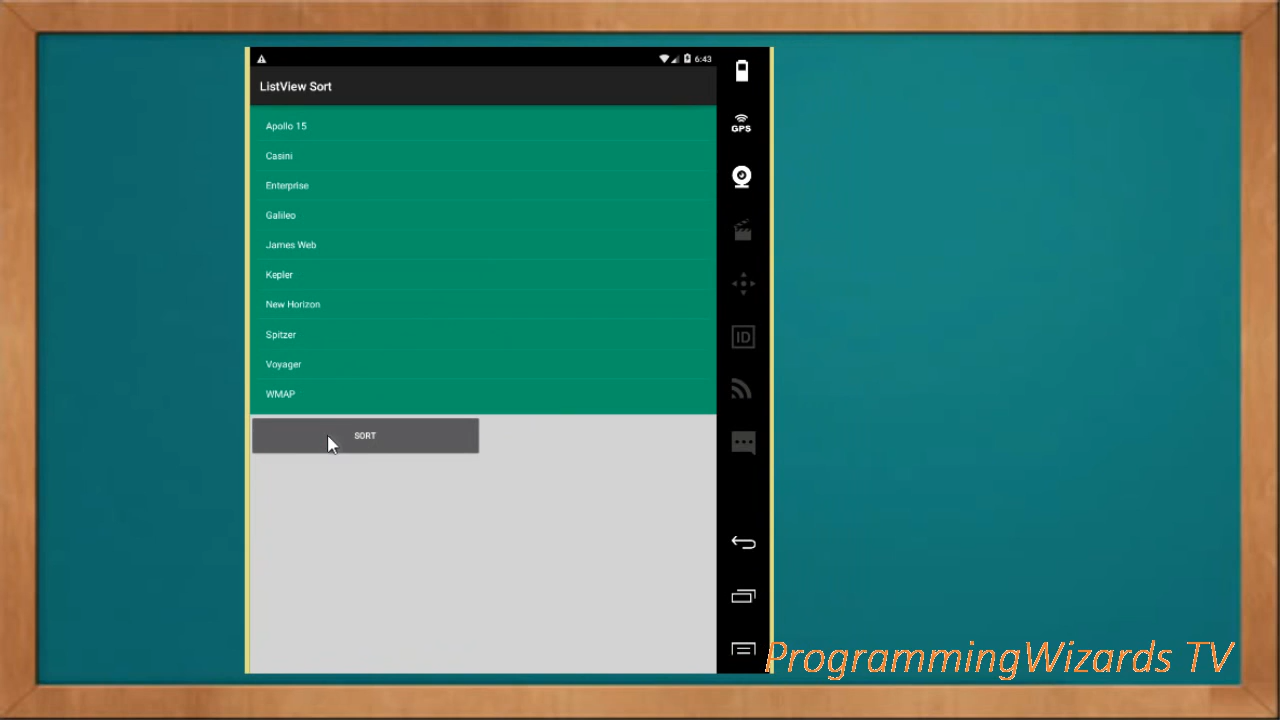 6:43
ListView Sort
GPS
Apollo 15
Casini
Enterprise
Galileo
James Web
Kepler
New Horizon
ID
Spitzer
Voyager
WMAP
SORT
ProgrammingWizards TV